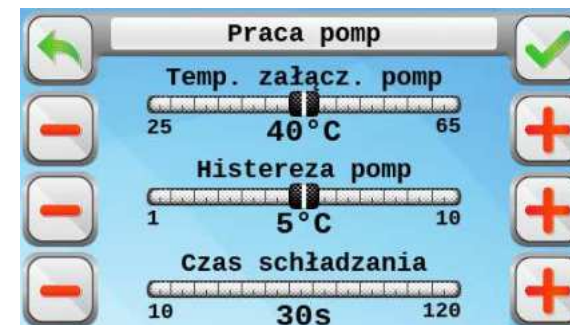 Praca pomp
Temp. załącz. pomp
25 40°C 65
Histereza pomp
1 5°C 10
Czas schładzania
10 30s 120